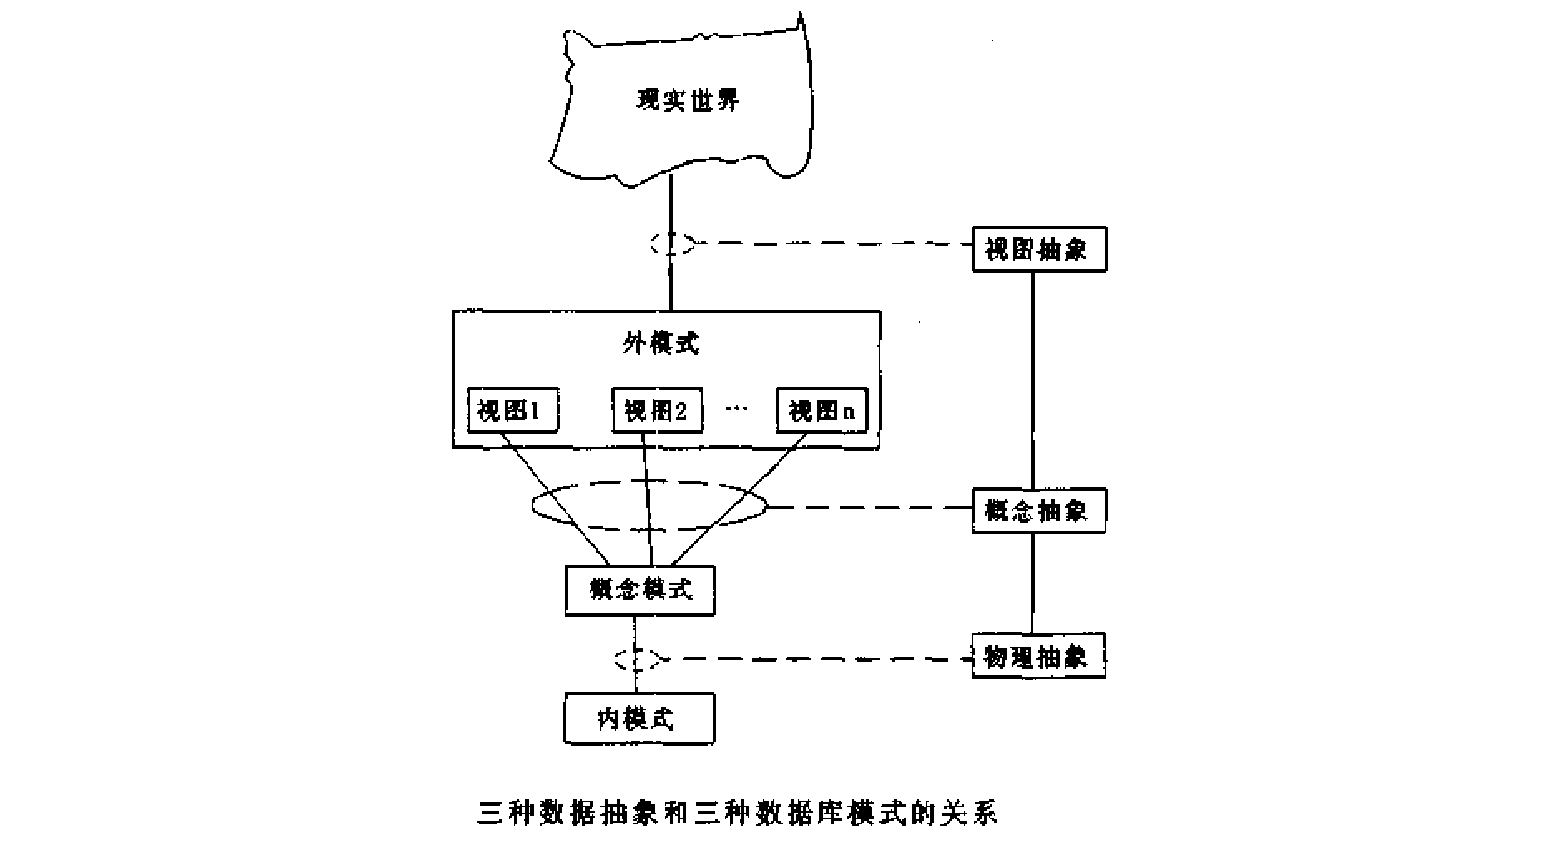 现实世界
视图抽象
外模式
视图1
视图2
…
视图n
概念抽象
概念模式
物理抽象
内模式
三种数据抽象和三种数据库模式的关系